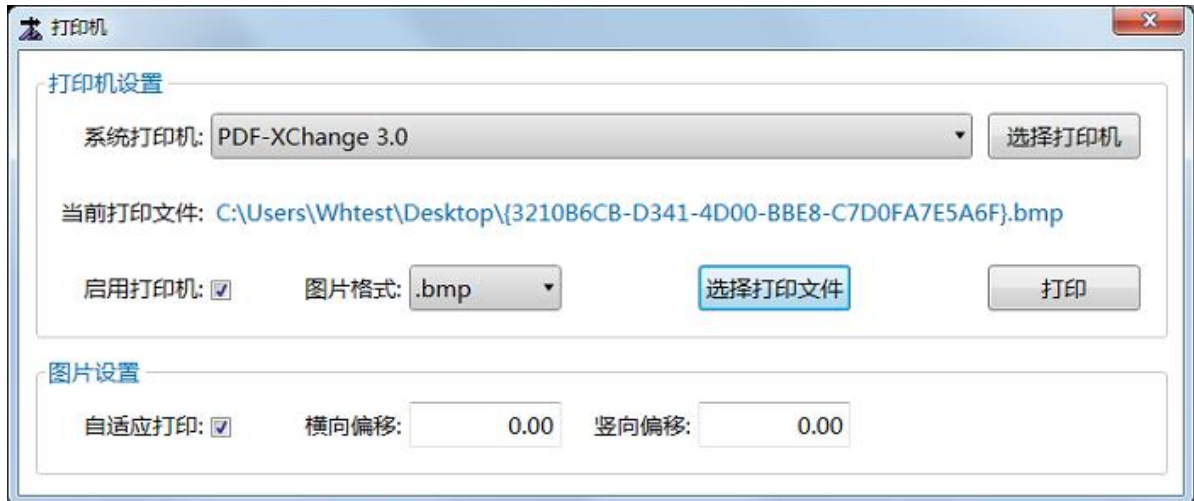 打印机
打印机设置
系统打印机: PDF-XChange 3.0 选择打印机
当前打印文件: C:\Users\Whtest\Desktop\{3210B6CB-D341-4D00-BBE8-C7D0FA7E5A6F}.bmp
启用打印机: 图片格式: .bmp 选择打印文件 打印
图片设置
自适应打印: 横向偏移: 0.00 竖向偏移: 0.00